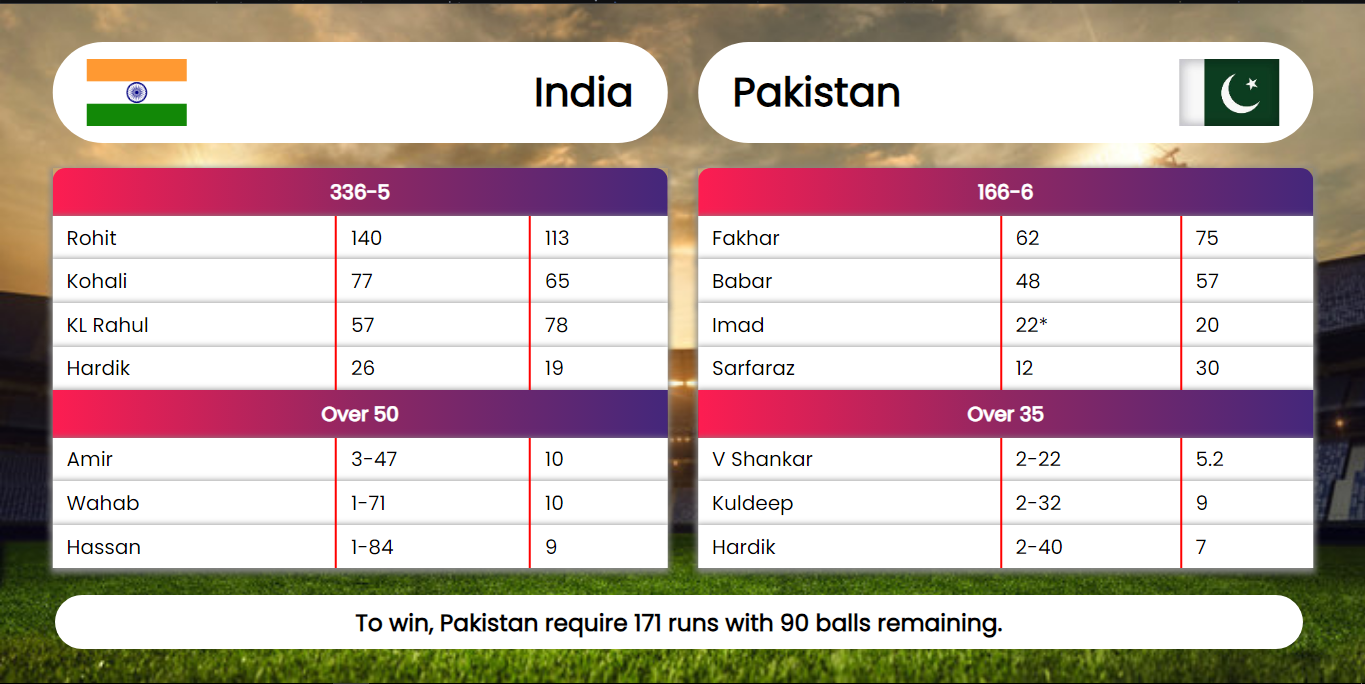 India
Pakistan
336-5
Rohit 140 113
Kohali 77 65
KL Rahul 57 78
Hardik 26 19
Over 50
Amir 3-47 10
Wahab 1-71 10
Hassan 1-84 9
166-6
Fakhar 62 75
Babar 48 57
Imad 22* 20
Sarfaraz 12 30
Over 35
V Shankar 2-22 5.2
Kuldeep 2-32 9
Hardik 2-40 7
To win, Pakistan require 171 runs with 90 balls remaining.